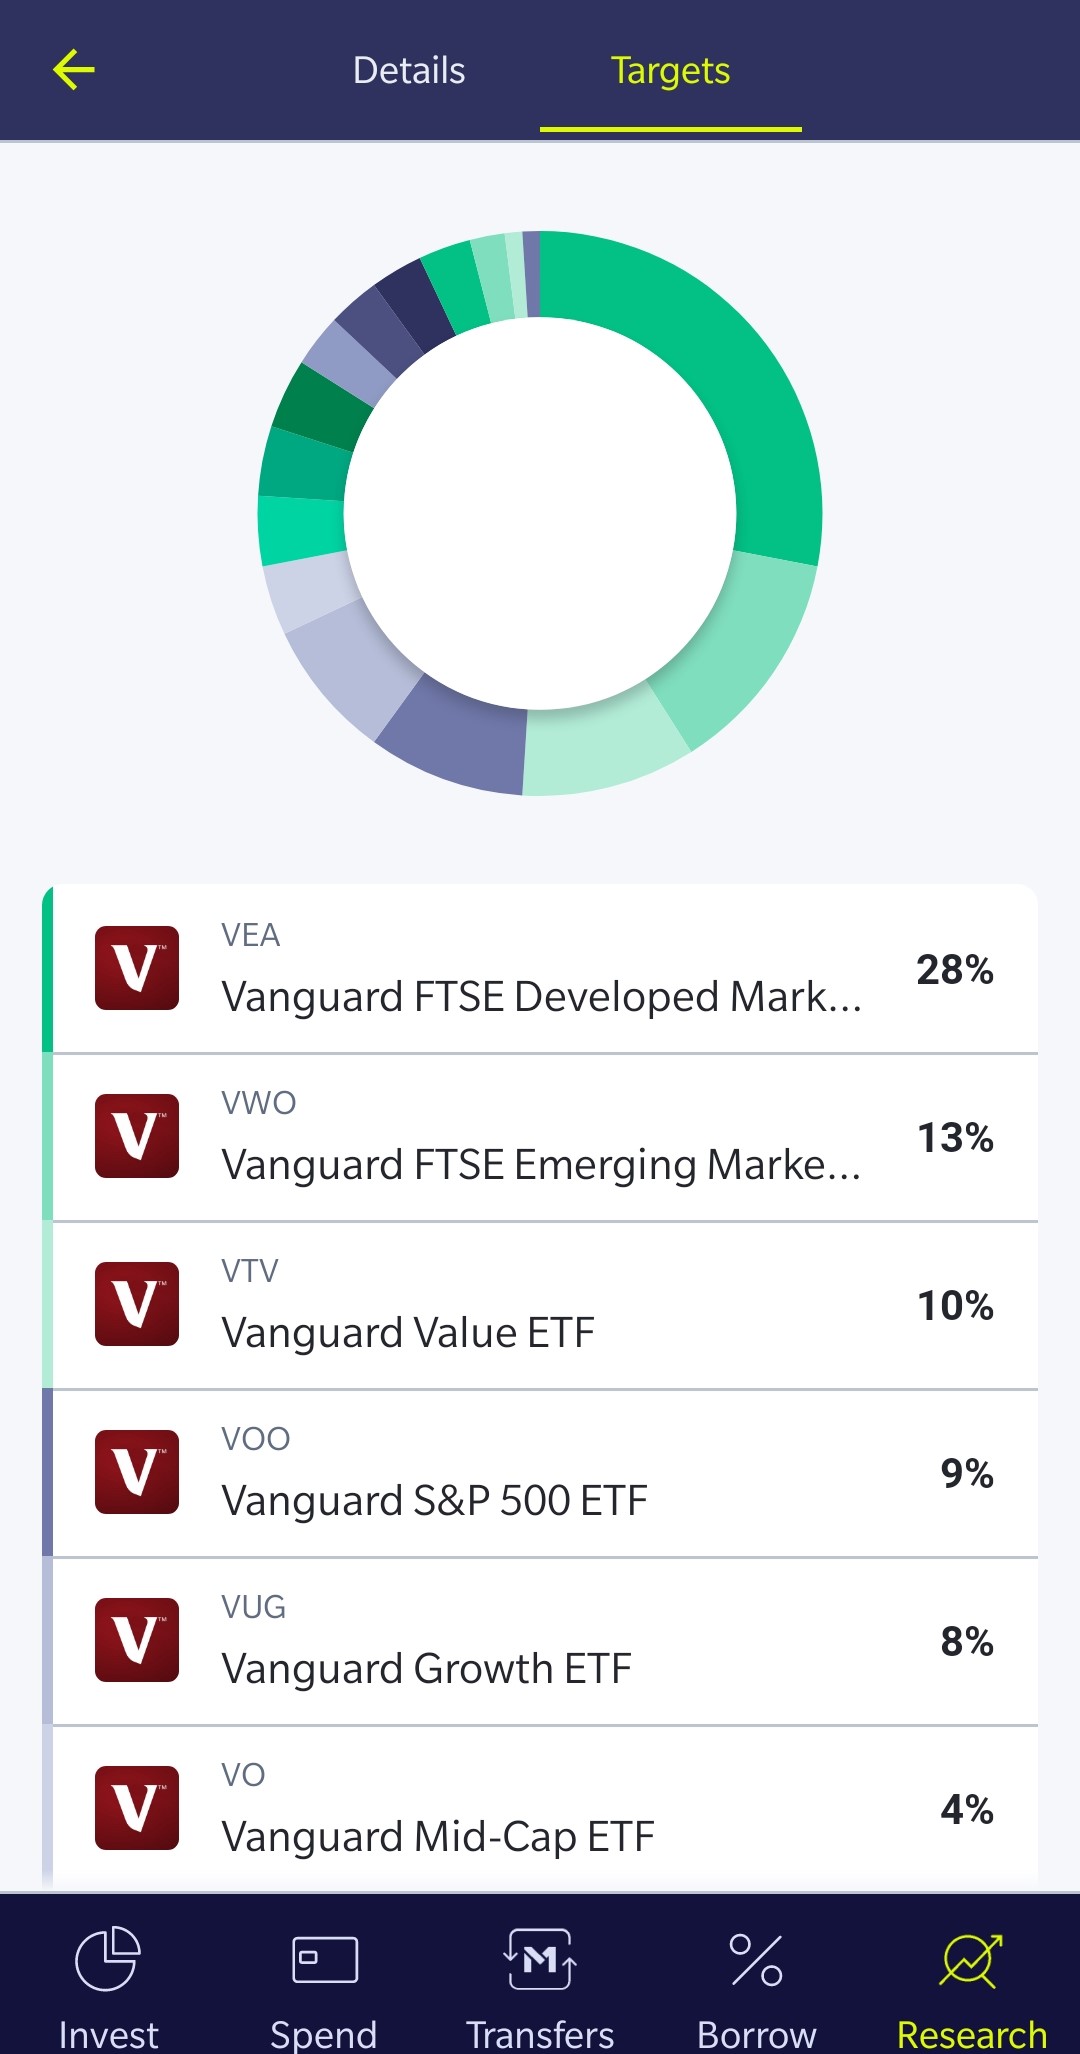 Details Targets
VEA
Vanguard FTSE Developed Mark... 28%
VWO
Vanguard FTSE Emerging Marke... 13%
VTV
Vanguard Value ETF 10%
VOO
Vanguard S&P 500 ETF 9%
VUG
Vanguard Growth ETF 8%
VO
Vanguard Mid-Cap ETF 4%
Invest Spend Transfers Borrow Research